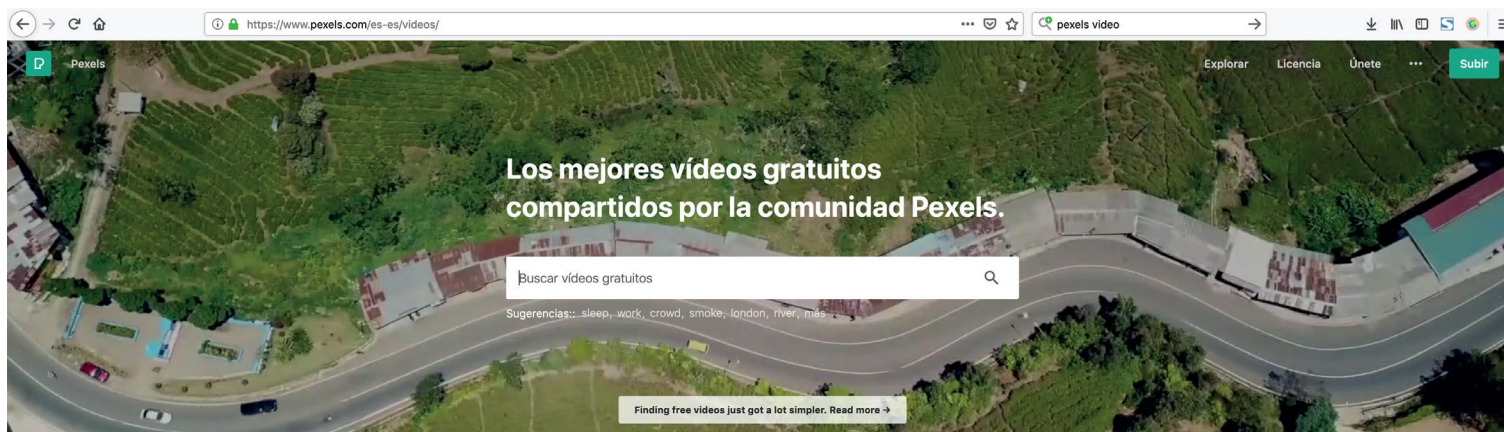 https://www.pexels.com/es-es/videos/
pexels video
Pexels
Explorar Licencia Únete ••• Subir
Los mejores vídeos gratuitos
compartidos por la comunidad Pexels.
Buscar vídeos gratuitos
Sugerencias:: sleep, work, crowd, smoke, london, river, más
Finding free videos just got a lot simpler. Read more →